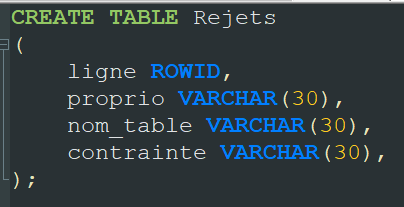 CREATE TABLE Rejets
(
    ligne ROWID,
    proprio VARCHAR(30),
    nom_table VARCHAR(30),
    contrainte VARCHAR(30),
);